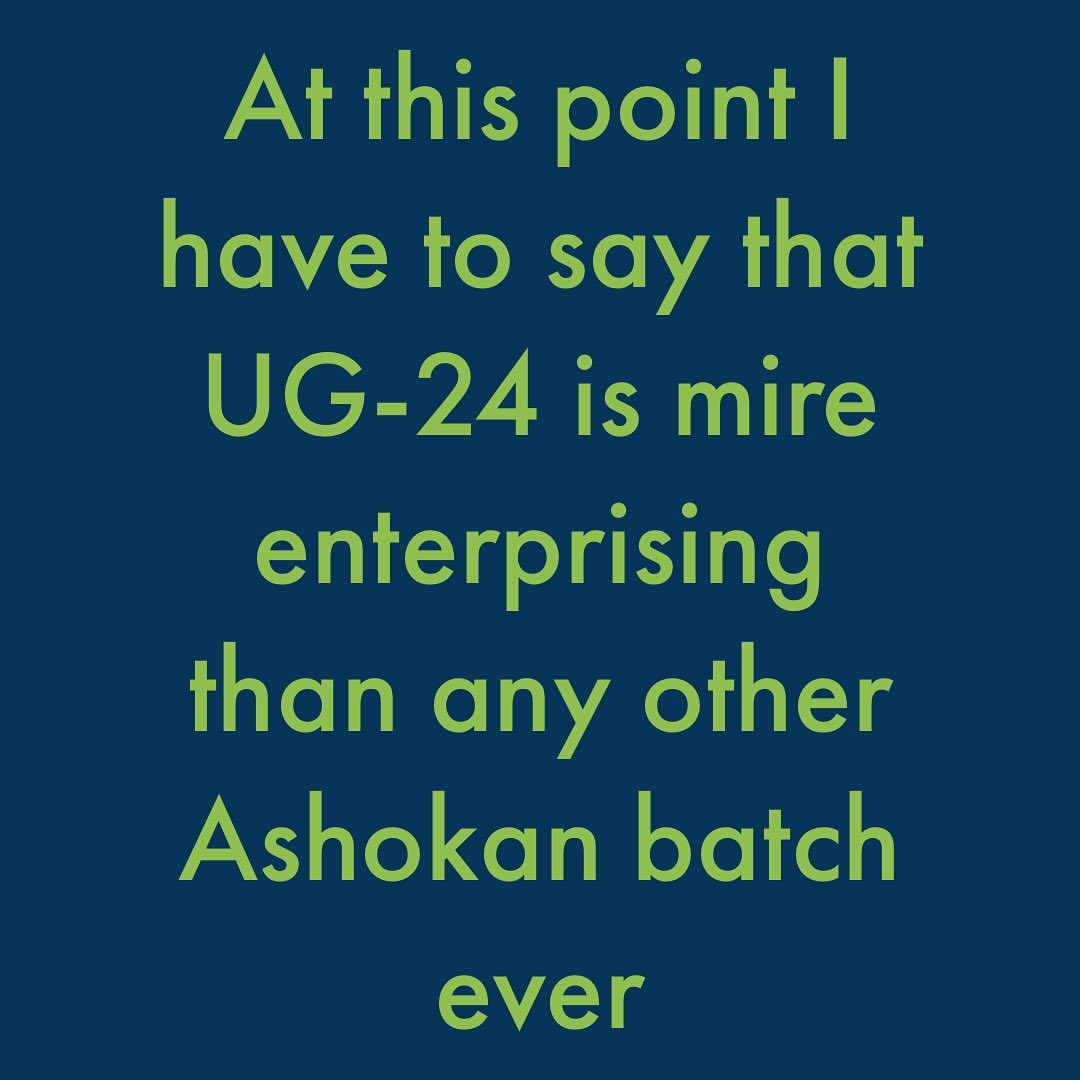 At this point I
have to say that
UG-24 is mire
enterprising
than any other
Ashokan batch
ever